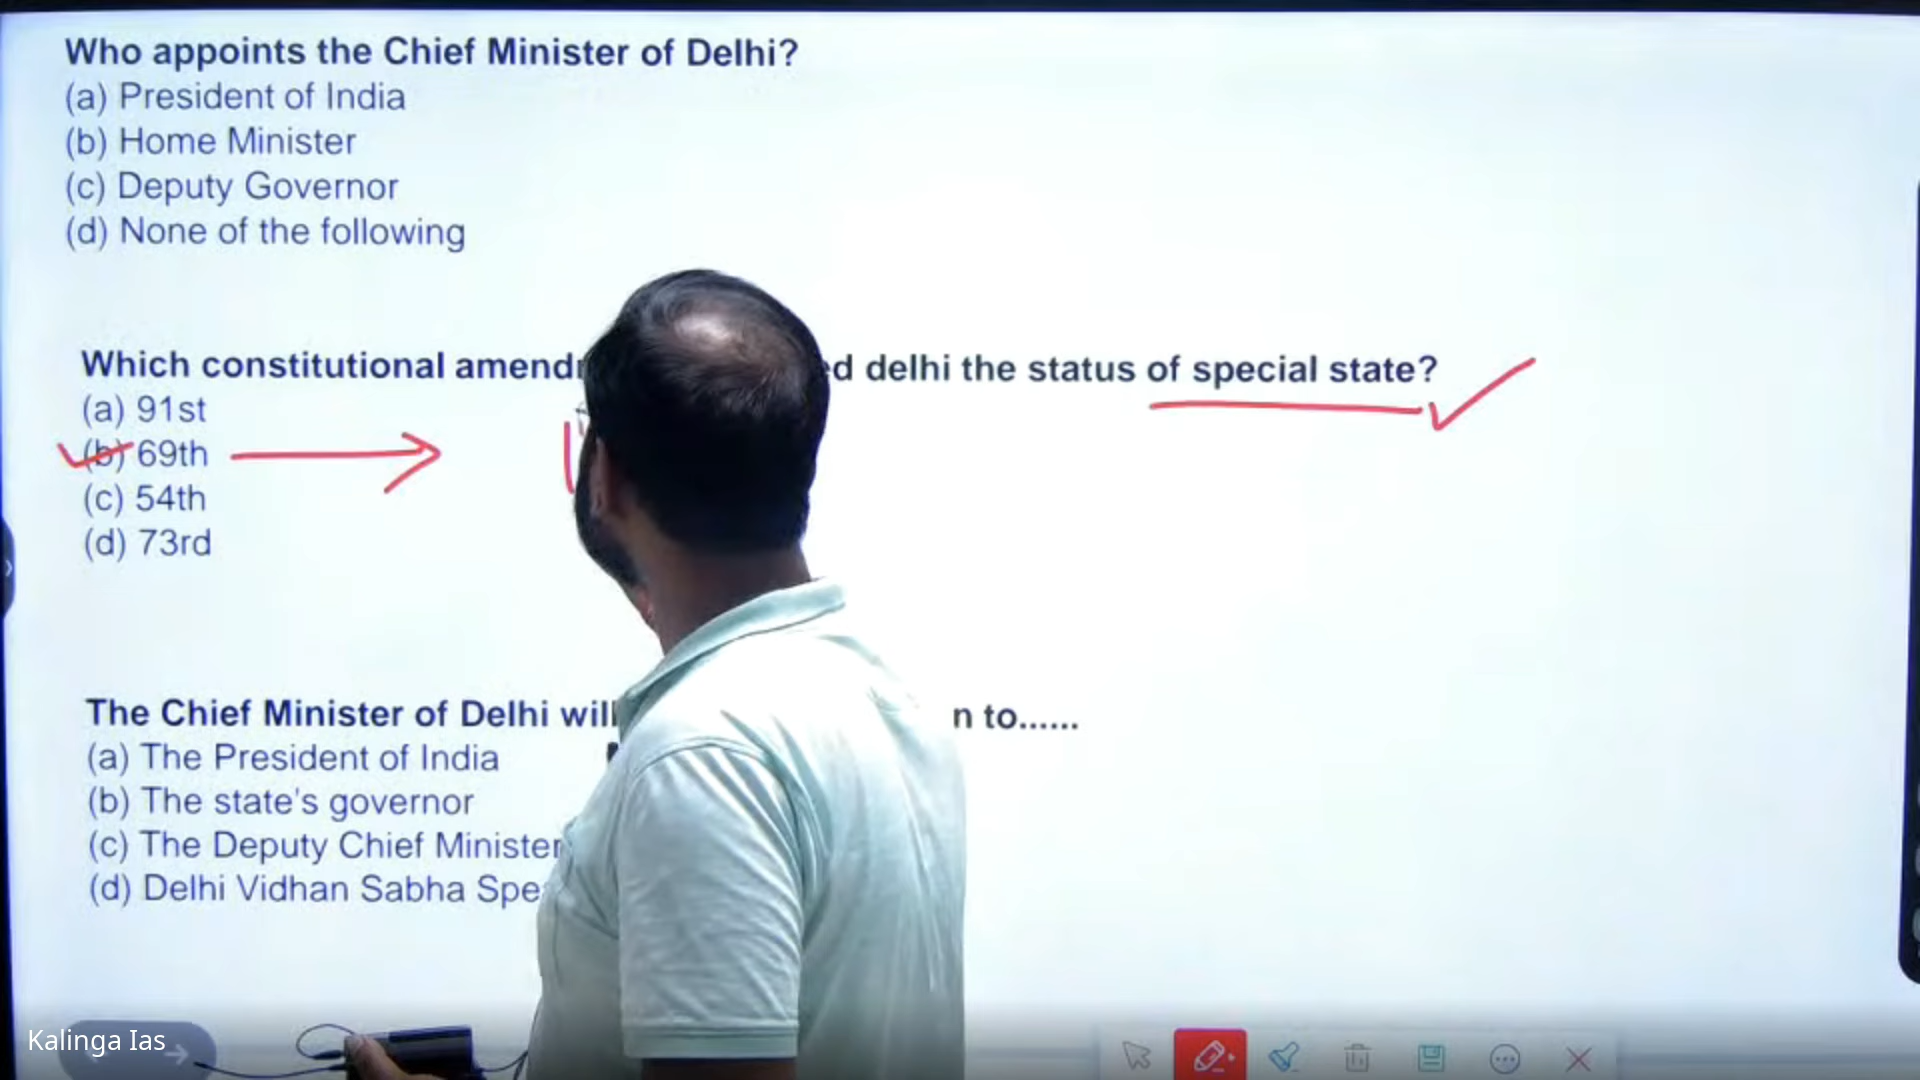 Who appoints the Chief Minister of Delhi?
(a) President of India
(b) Home Minister
(c) Deputy Governor
(d) None of the following
Which constitutional delhi the status of special state?
(a) 91st
(b) 69th
(c) 54th
(d) 73rd
The Chief Minister of Delhi will to......
(a) The President of India
(b) The state's governor
(c) The Deputy Chief Minister
(d) Delhi Vidhan Sabha
Kalinga Ias